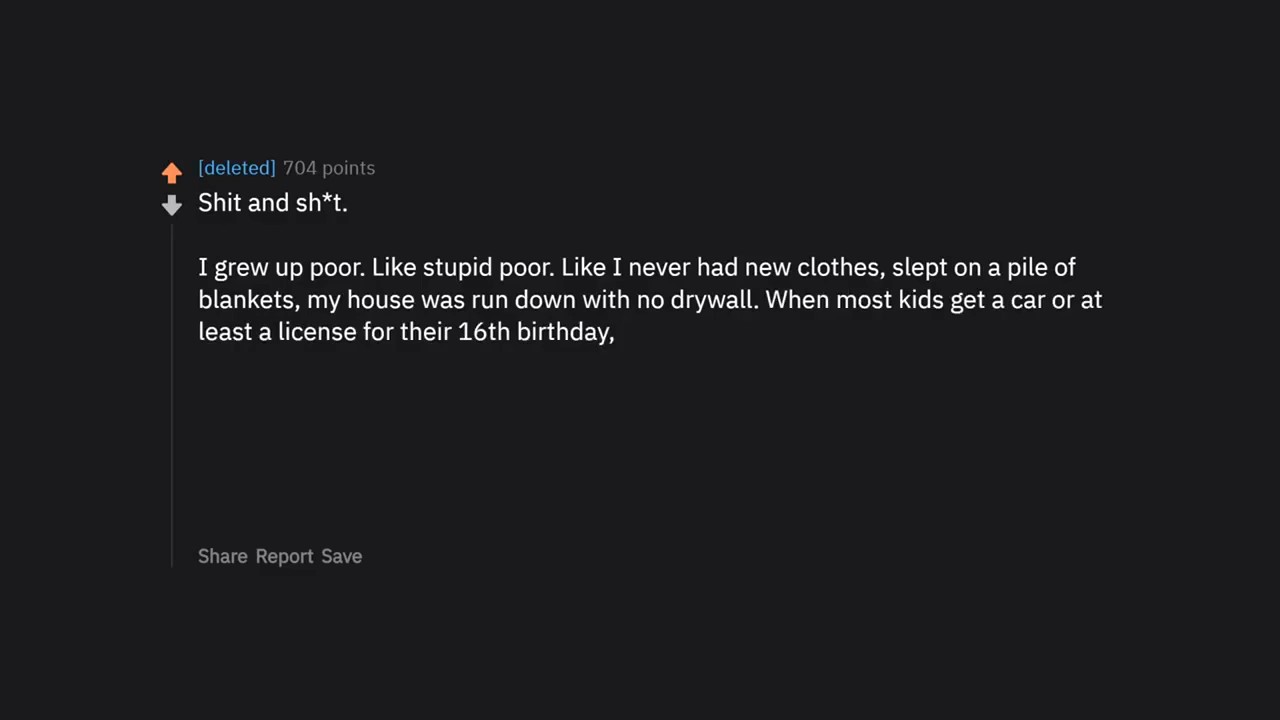 [deleted] 704 points
Shit and sh*t.
I grew up poor. Like stupid poor. Like I never had new clothes, slept on a pile of
blankets, my house was run down with no drywall. When most kids get a car or at
least a license for their 16th birthday,
Share Report Save